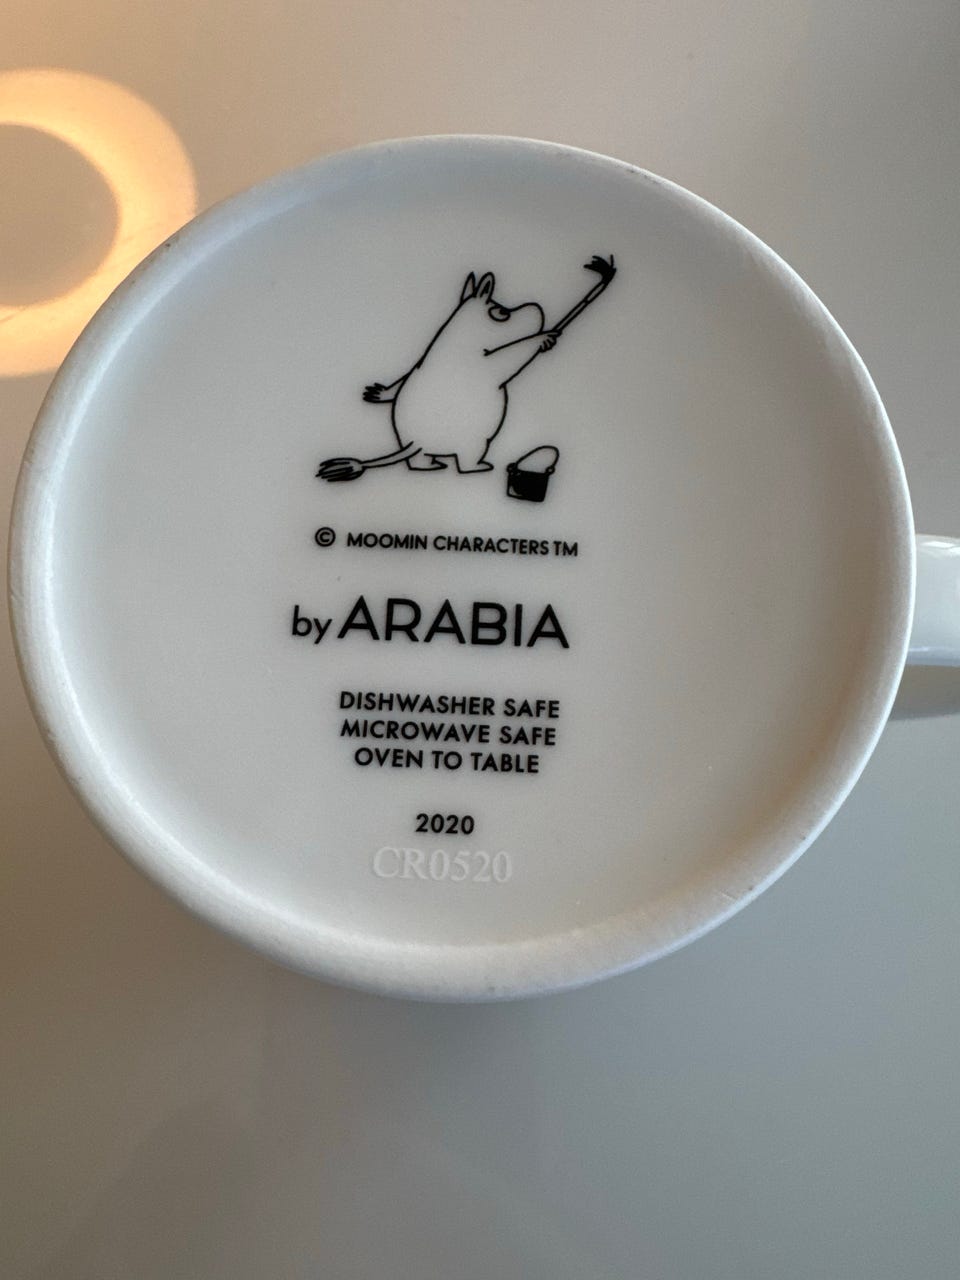 © MOOMIN CHARACTERS TM
by ARABIA
DISHWASHER SAFE
MICROWAVE SAFE
OVEN TO TABLE
2020
CR0520